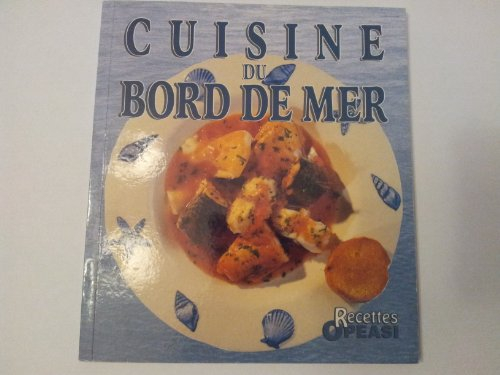 CUISINE
DU
BORD DE MER
Recettes
OPEASI